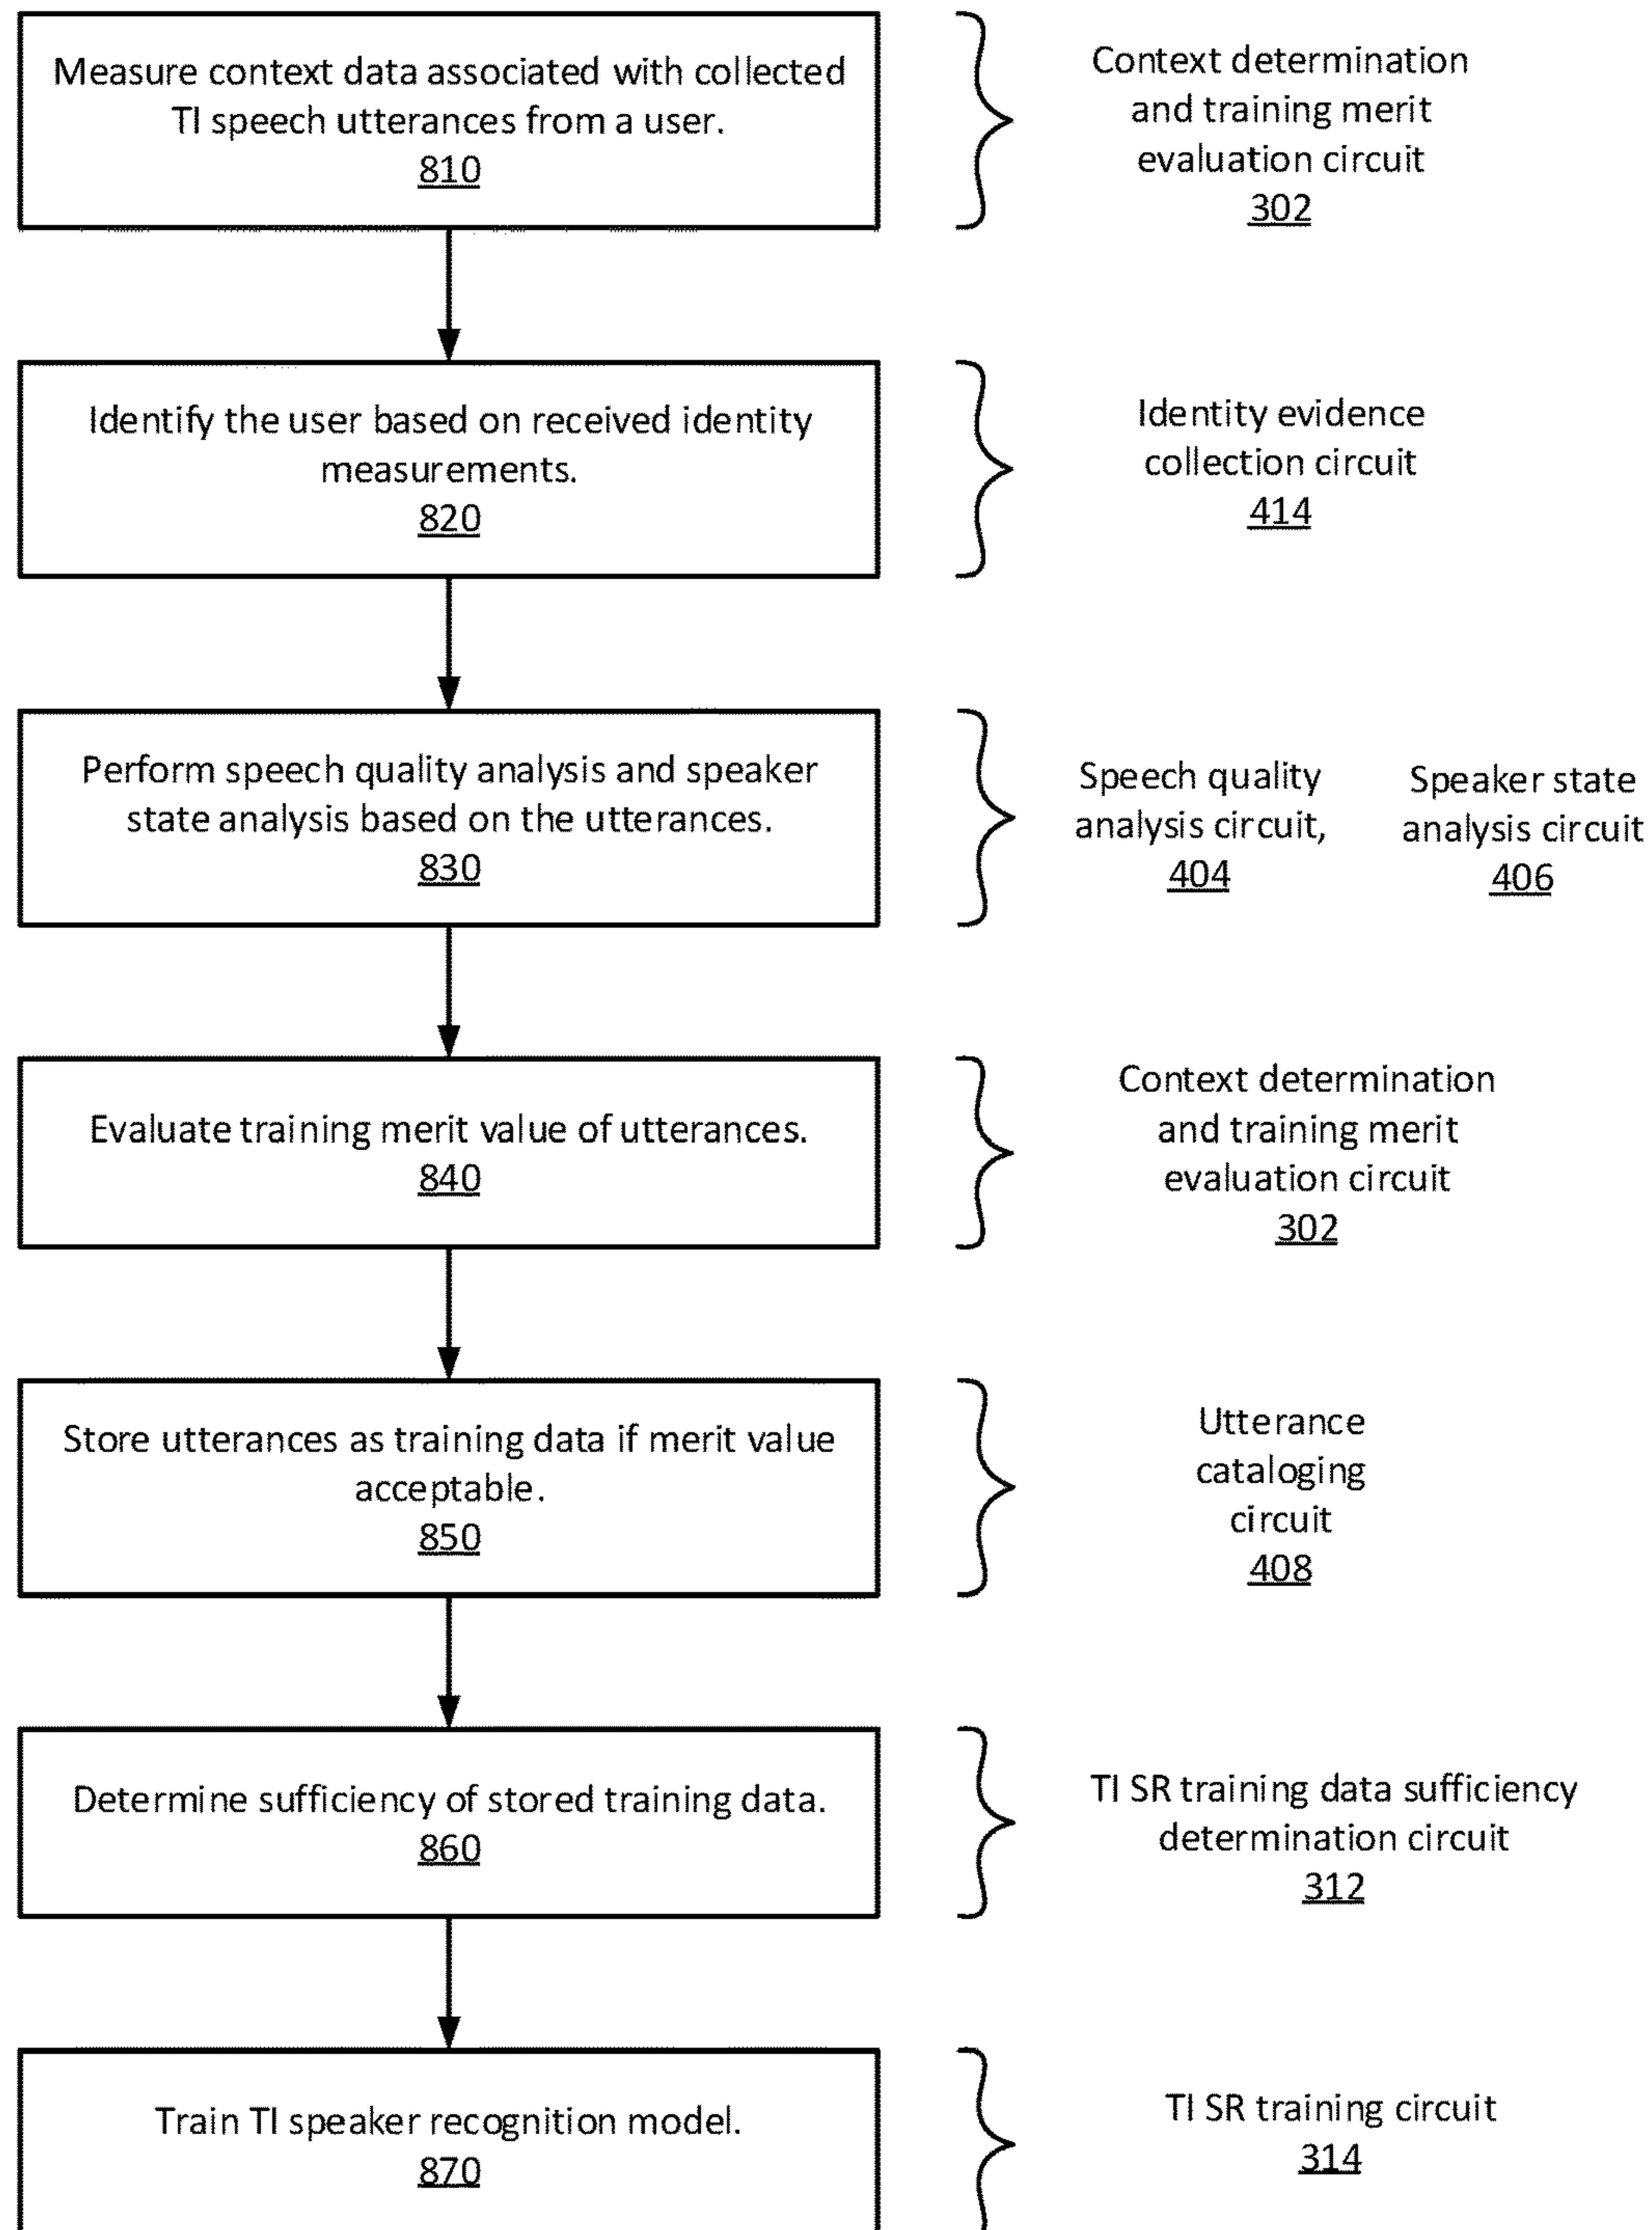 Measure context data associated with collected
TI speech utterances from a user.
810
Context determination
and training merit
evaluation circuit
302
Identify the user based on received identity
measurements.
820
Identity evidence
collection circuit
414
Perform speech quality analysis and speaker
state analysis based on the utterances.
830
Speech quality
analysis circuit,
404
Speaker state
analysis circuit
406
Evaluate training merit value of utterances.
840
Context determination
and training merit
evaluation circuit
302
Store utterances as training data if merit value
acceptable.
850
Utterance
cataloging
circuit
408
Determine sufficiency of stored training data.
860
TI SR training data sufficiency
determination circuit
312
Train TI speaker recognition model.
870
TI SR training circuit
314